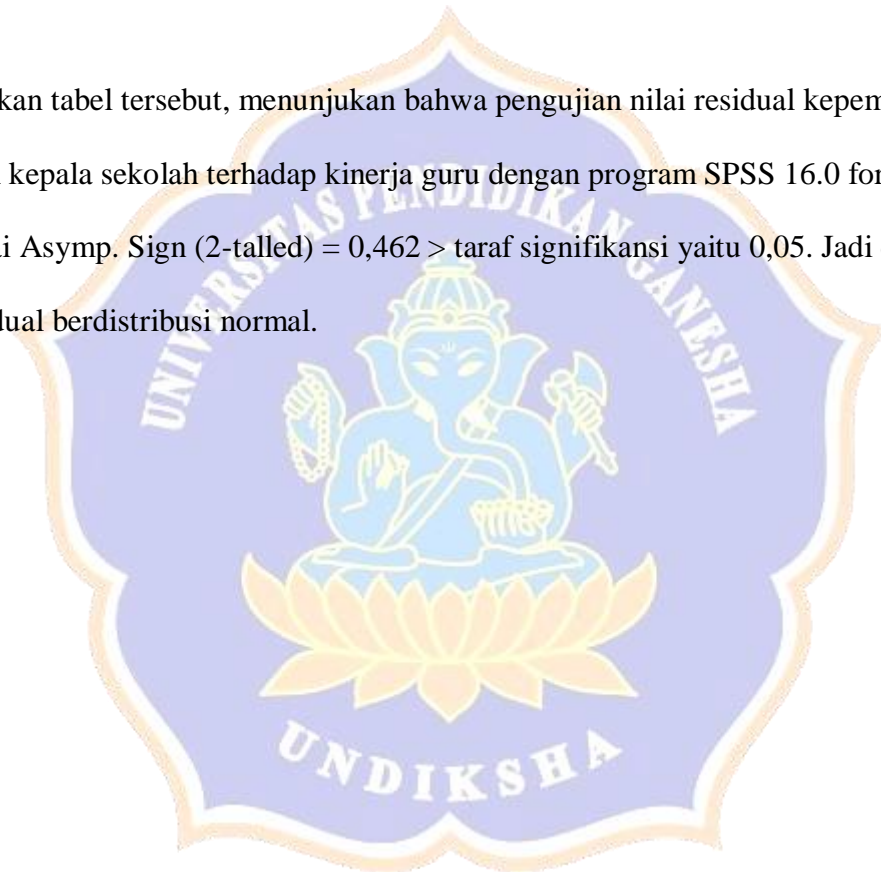 kan tabel tersebut, menunjukan bahwa pengujian nilai residual kepem
kepala sekolah terhadap kinerja guru dengan program SPSS 16.0 for
ai Asymp. Sign (2-talled) = 0,462 > taraf signifikansi yaitu 0,05. Jadi
dual berdistribusi normal.
UNIVERSITAS PENDIDIKAN GANESHA
UNDIKSHA